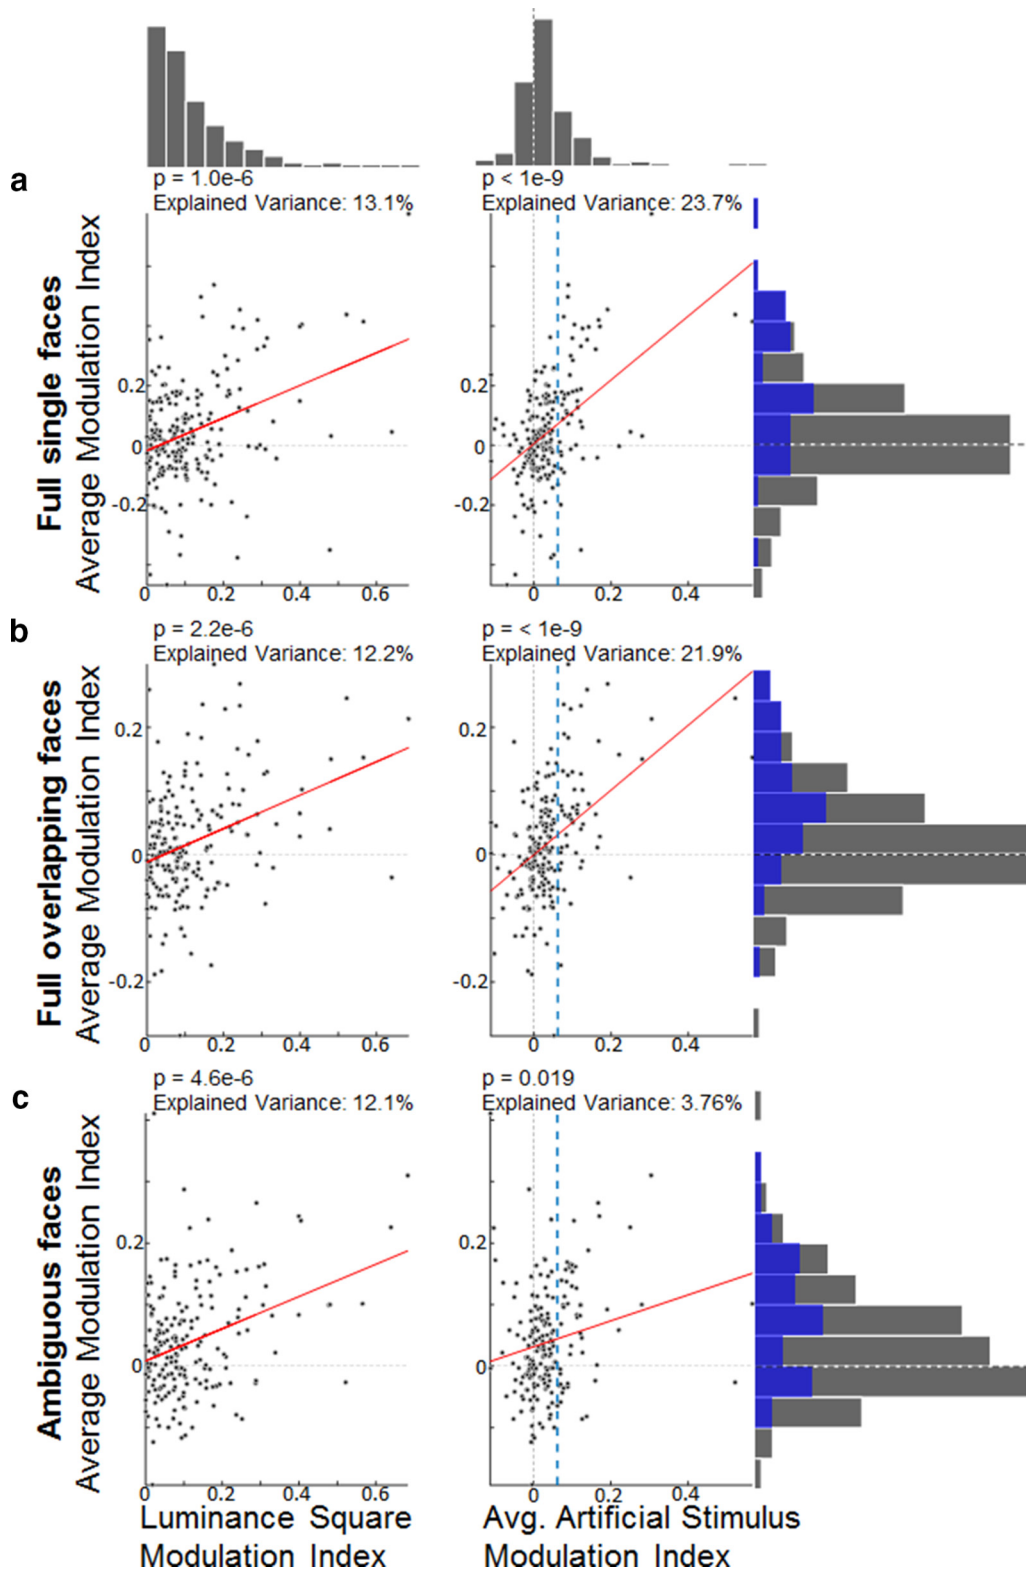 a
p = 1.0e-6
Explained Variance: 13.1%
p < 1e-9
Explained Variance: 23.7%
Full single faces
Average Modulation Index
0.2
0
-0.2
0 0.2 0.4 0.6
0.2
0
-0.2
0 0.2 0.4
b
p = 2.2e-6
Explained Variance: 12.2%
p = < 1e-9
Explained Variance: 21.9%
Full overlapping faces
Average Modulation Index
0.2
0
-0.2
0 0.2 0.4 0.6
0.2
0
-0.2
0 0.2 0.4
c
p = 4.6e-6
Explained Variance: 12.1%
p = 0.019
Explained Variance: 3.76%
Ambiguous faces
Average Modulation Index
0.2
0
0 0.2 0.4 0.6
0.2
0
0 0.2 0.4
Luminance Square
Modulation Index
Avg. Artificial Stimulus
Modulation Index